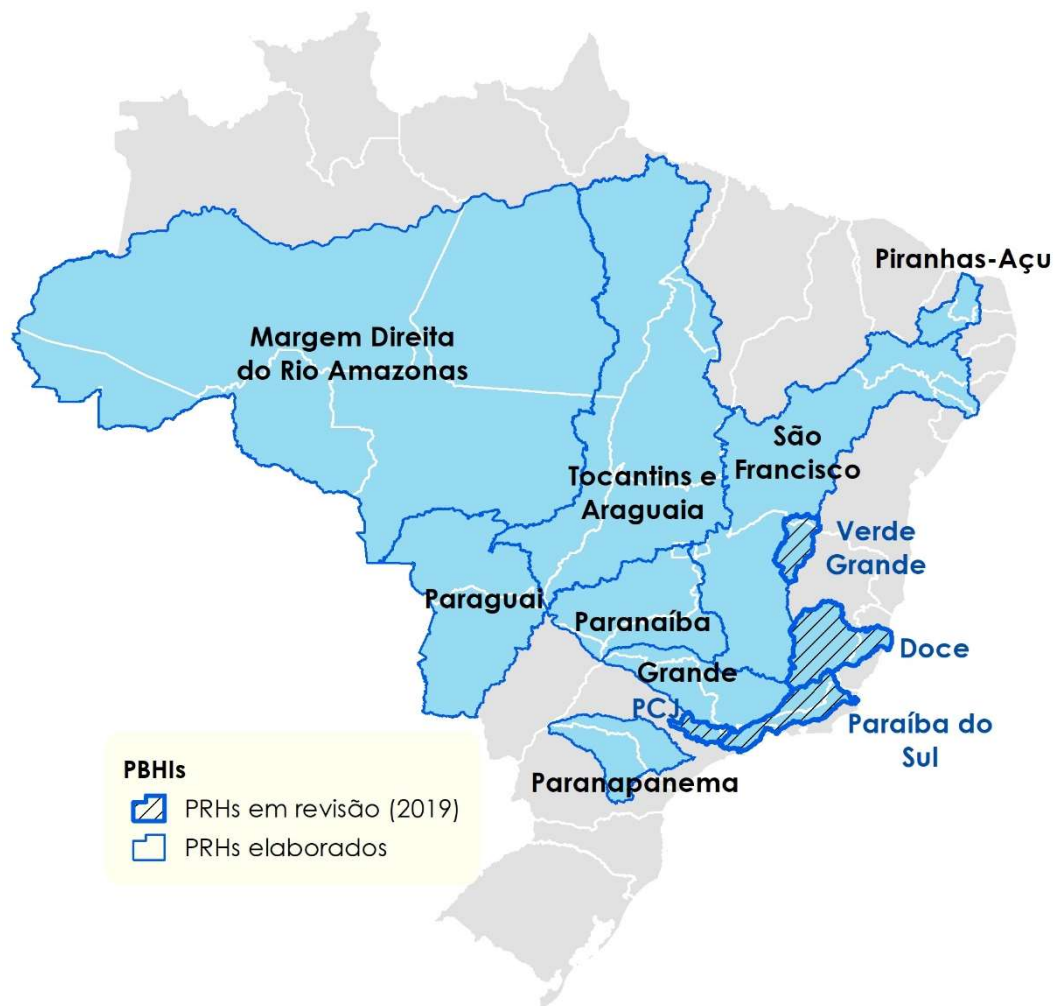 Piranhas-Açu
Margem Direita
do Rio Amazonas
São
Francisco
Tocantins e
Araguaia
Verde
Grande
Paraguai
Paranaíba
Doce
Grande
PCJ
Paraíba do
Sul
Paranapanema
PBHIs
PRHs em revisão (2019)
PRHs elaborados